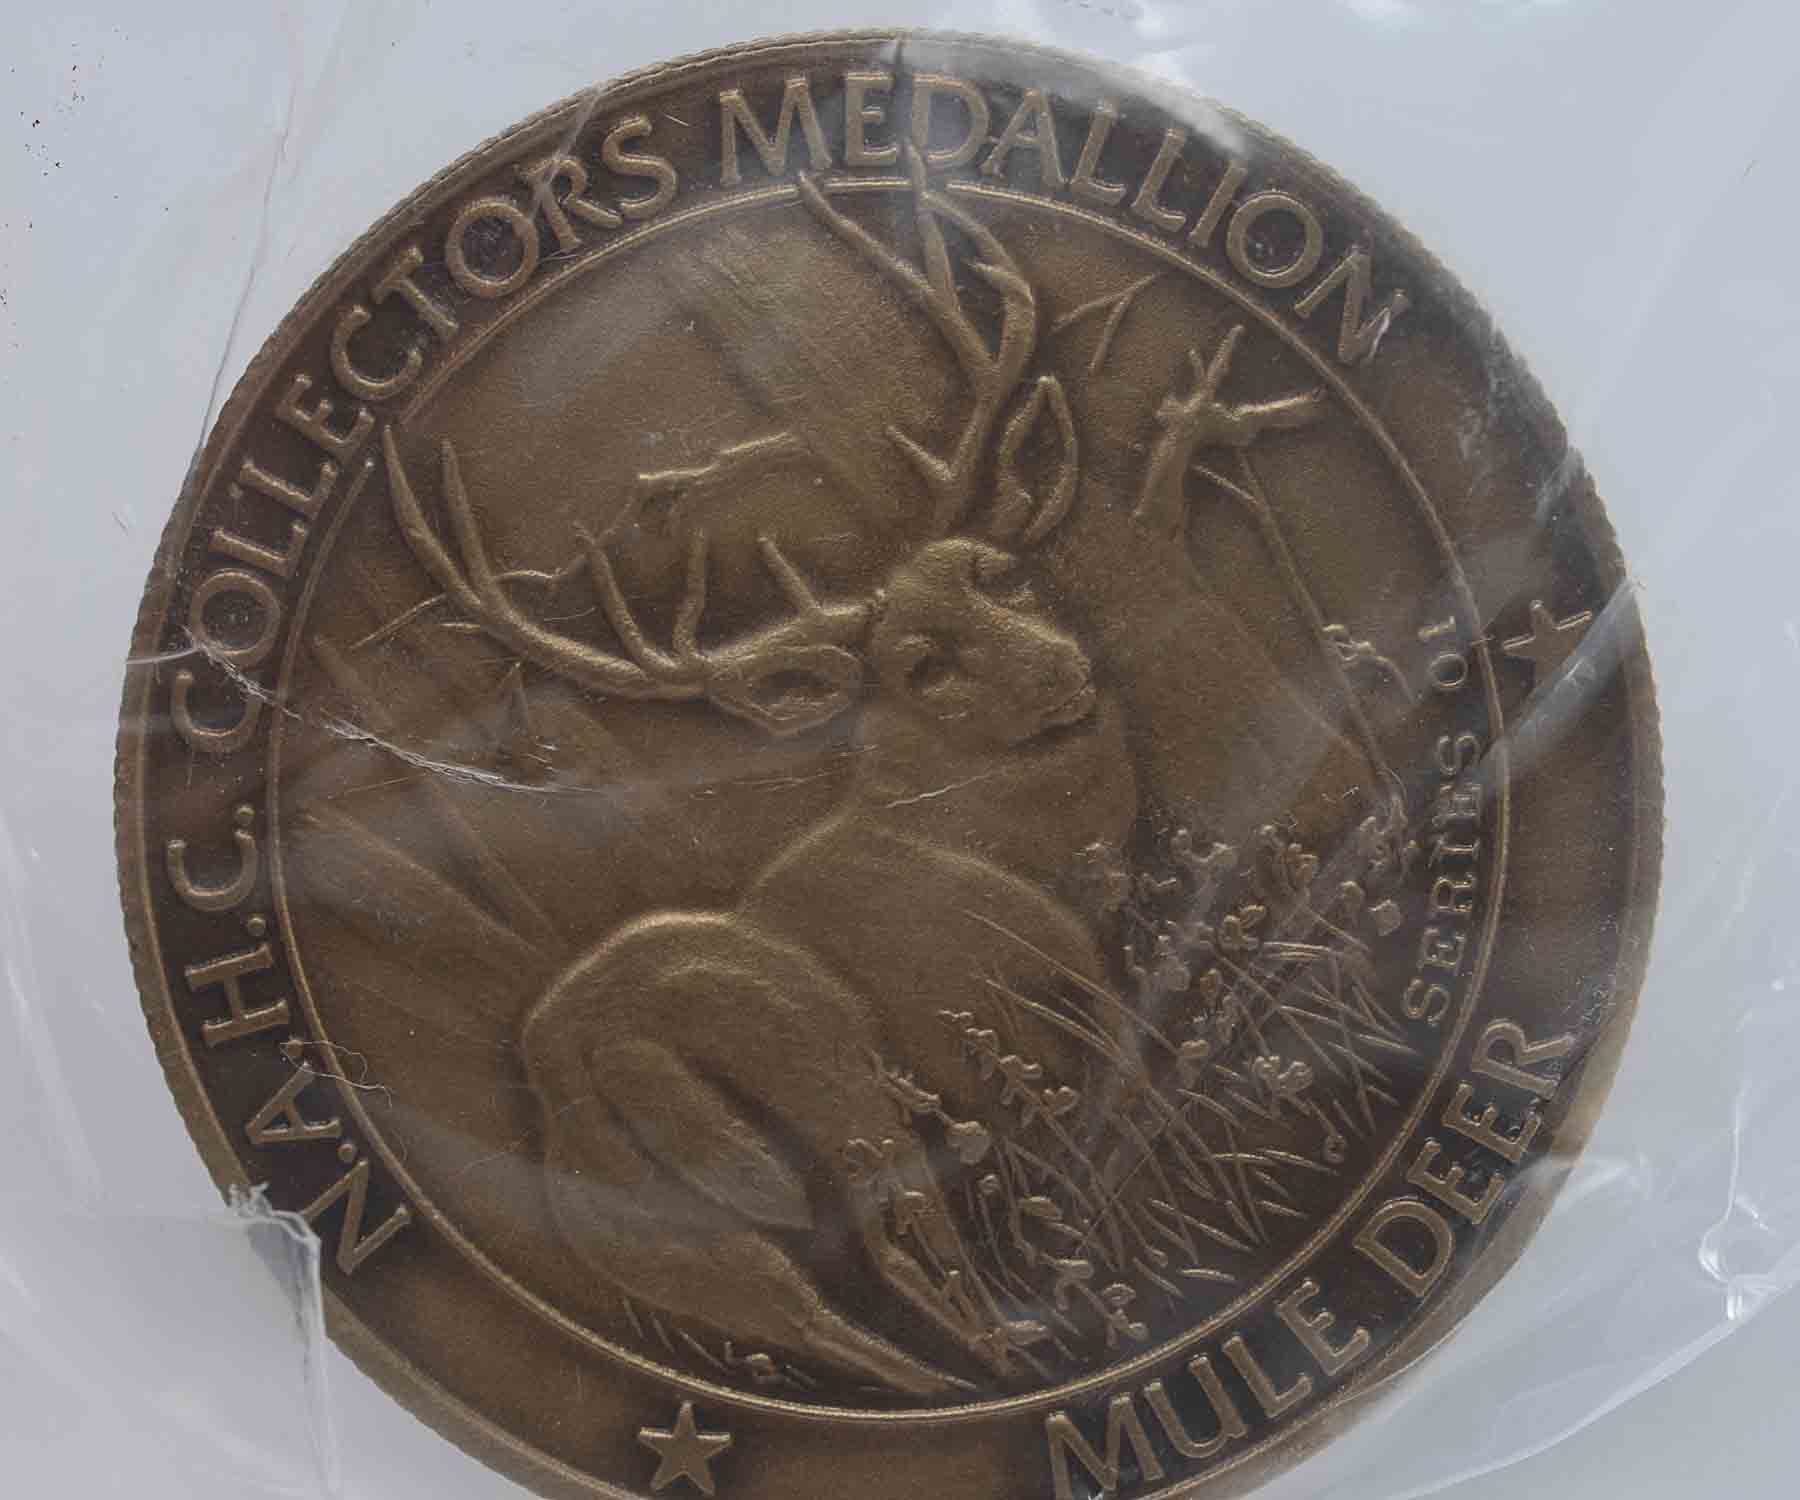 N.A.H.C. COLLECTORS MEDALLION
SERIES 01
MULE DEER